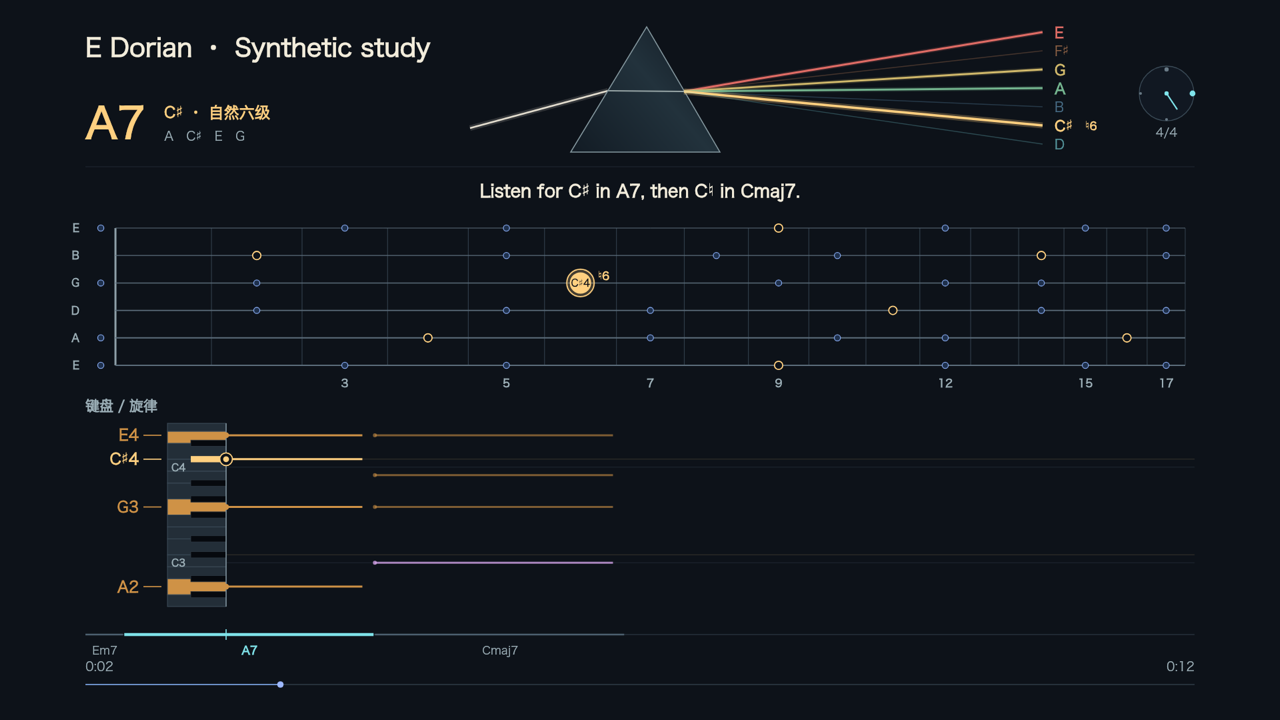 E Dorian · Synthetic study
A7
C♯ · 自然六级
A C♯ E G
E
F♯
G
A
B
C♯ ♮6
D
4/4
Listen for C♯ in A7, then C♮ in Cmaj7.
E
B
G
D
A
E
C♯4 ♮6
3 5 7 9 12 15 17
键盘 / 旋律
E4
C♯4
C4
G3
C3
A2
Em7 A7 Cmaj7
0:02 0:12